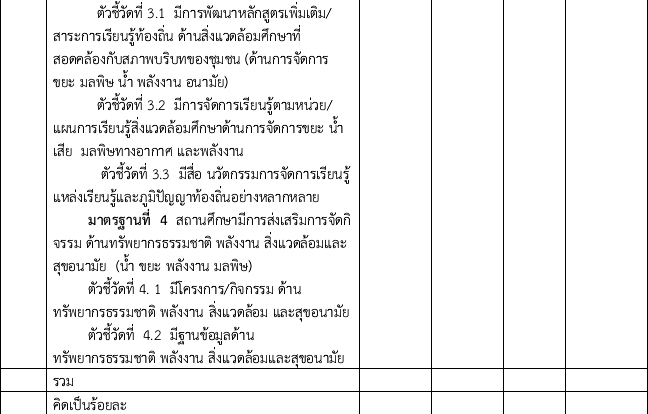 ตัวชี้วัดที่ 3.1 มีการพัฒนาหลักสูตรเพิ่มเติม/
สาระการเรียนรู้ท้องถิ่น ด้านสิ่งแวดล้อมศึกษาที่
สอดคล้องกับสภาพบริบทของชุมชน (ด้านการจัดการ
ขยะ มลพิษ น้ำ พลังงาน อนามัย)
ตัวชี้วัดที่ 3.2 มีการจัดการเรียนรู้ตามหน่วย/
แผนการเรียนรู้สิ่งแวดล้อมศึกษาด้านการจัดการขยะ น้ำ
เสีย มลพิษทางอากาศ และพลังงาน
ตัวชี้วัดที่ 3.3 มีสื่อ นวัตกรรมการจัดการเรียนรู้
แหล่งเรียนรู้และภูมิปัญญาท้องถิ่นอย่างหลากหลาย
มาตรฐานที่ 4 สถานศึกษามีการส่งเสริมการจัดกิ
จรรม ด้านทรัพยากรธรรมชาติ พลังงาน สิ่งแวดล้อมและ
สุขอนามัย (น้ำ ขยะ พลังงาน มลพิษ)
ตัวชี้วัดที่ 4. 1 มีโครงการ/กิจกรรม ด้าน
ทรัพยากรธรรมชาติ พลังงาน สิ่งแวดล้อม และสุขอนามัย
ตัวชี้วัดที่ 4.2 มีฐานข้อมูลด้าน
ทรัพยากรธรรมชาติ พลังงาน สิ่งแวดล้อมและสุขอนามัย
รวม
คิดเป็นร้อยละ